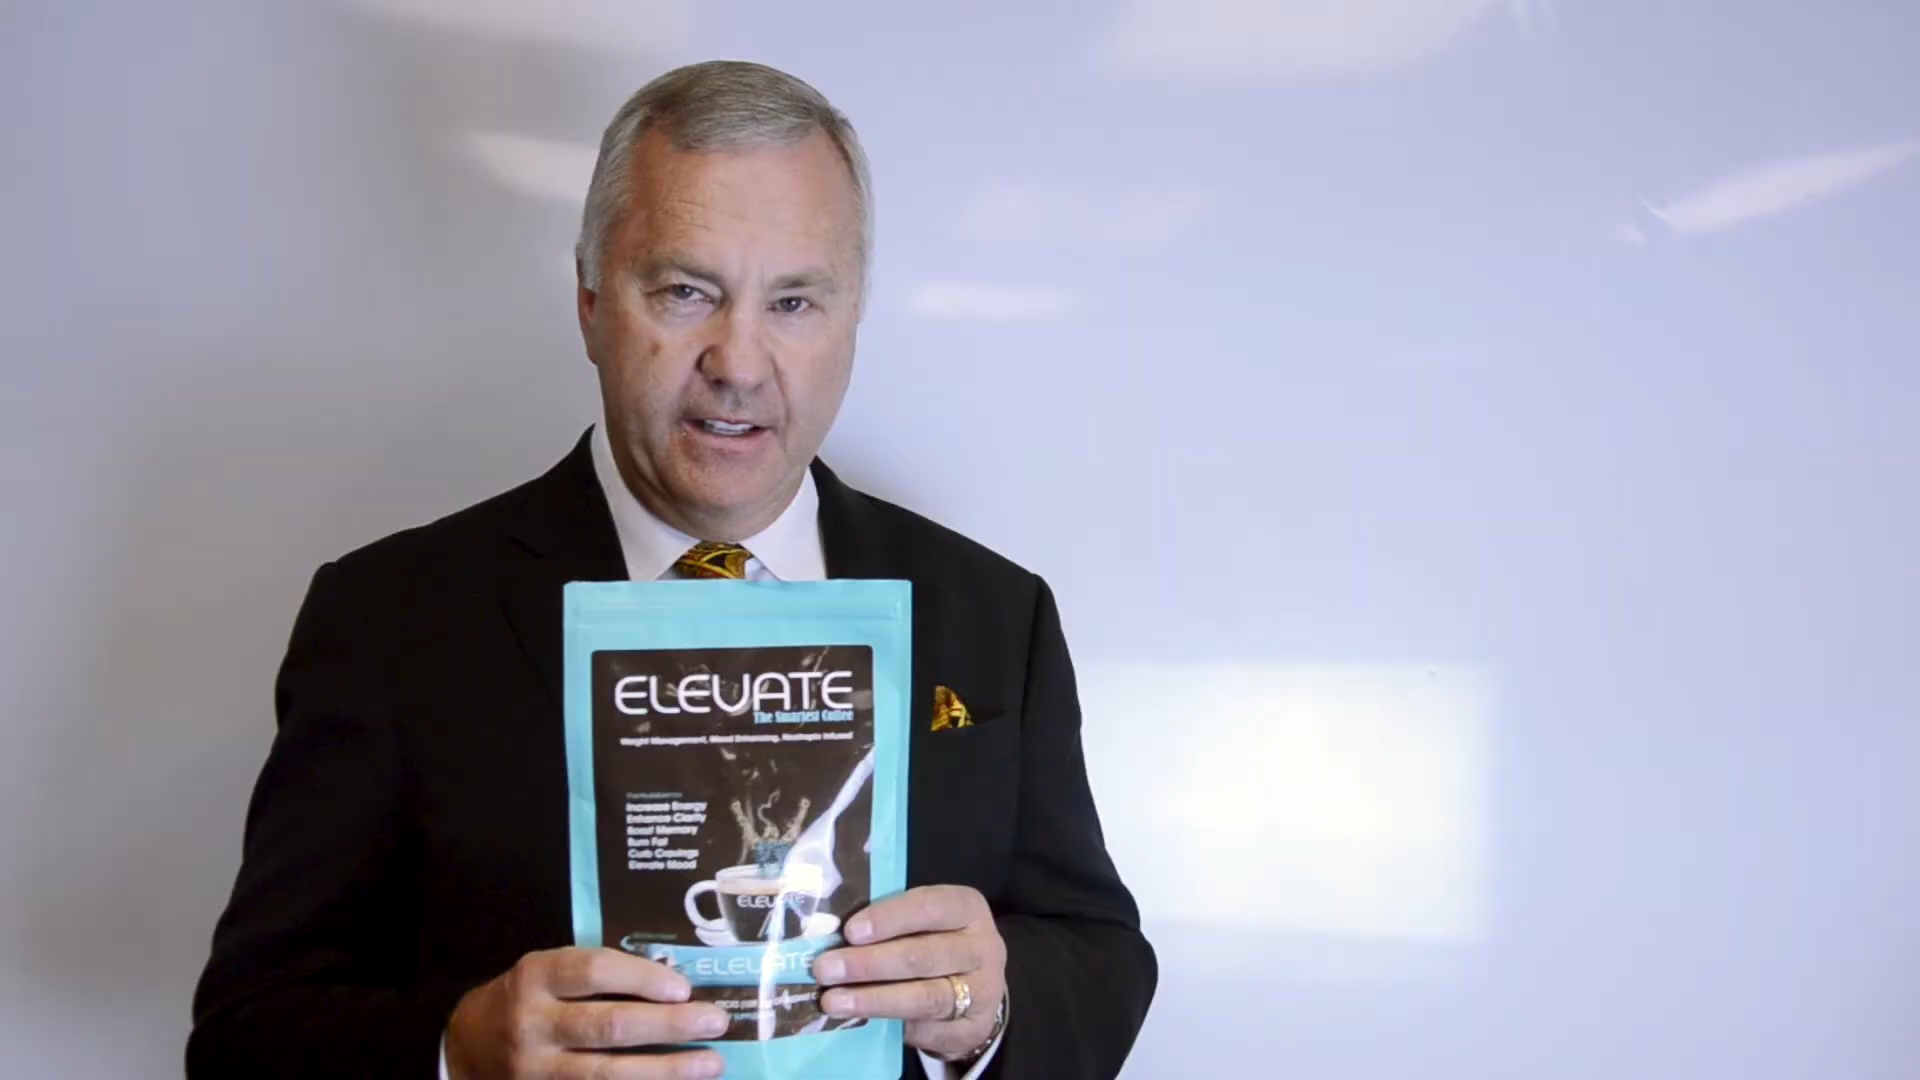 ELEVATE
The Smartest Coffee
Weight Management, Mood Enhancing, Nootropic Infused
Increase Energy
Enhance Clarity
Boost Memory
Burn Fat
Curb Cravings
Elevate Mood
ELEVATE
ELEVATE